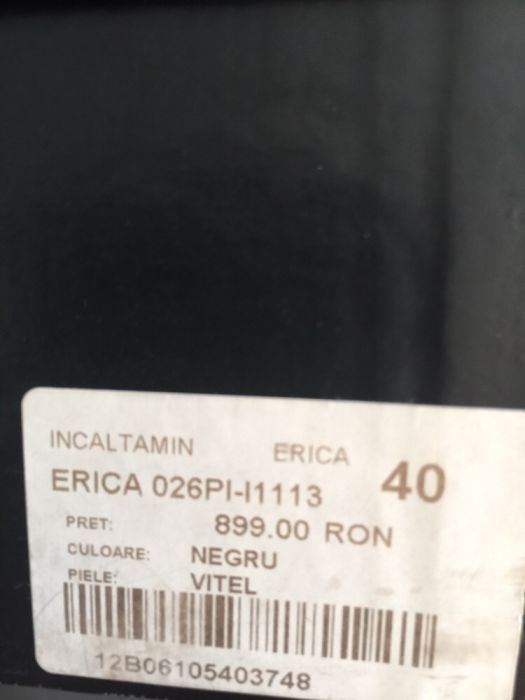 INCALTAMIN ERICA 40
ERICA 026PI-I1113
PRET: 899.00 RON
CULOARE: NEGRU
PIELE: VITEL
12B06105403748